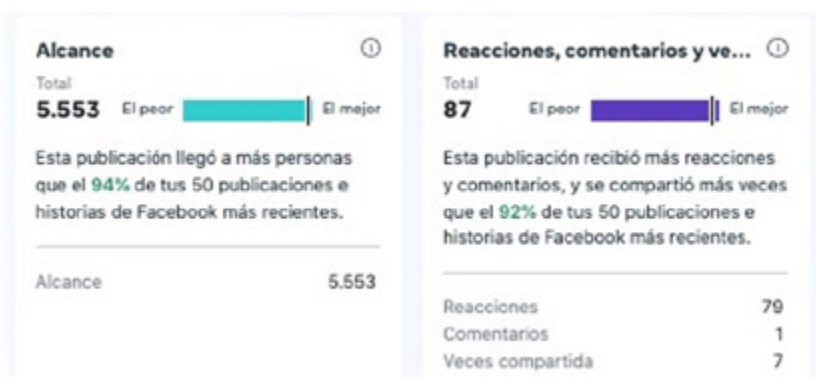 Alcance
Total
5.553 El peor El mejor
Esta publicación llegó a más personas
que el 94% de tus 50 publicaciones e
historias de Facebook más recientes.
Alcance 5.553
Reacciones, comentarios y ve...
Total
87 El peor El mejor
Esta publicación recibió más reacciones
y comentarios, y se compartió más veces
que el 92% de tus 50 publicaciones e
historias de Facebook más recientes.
Reacciones 79
Comentarios 1
Veces compartida 7